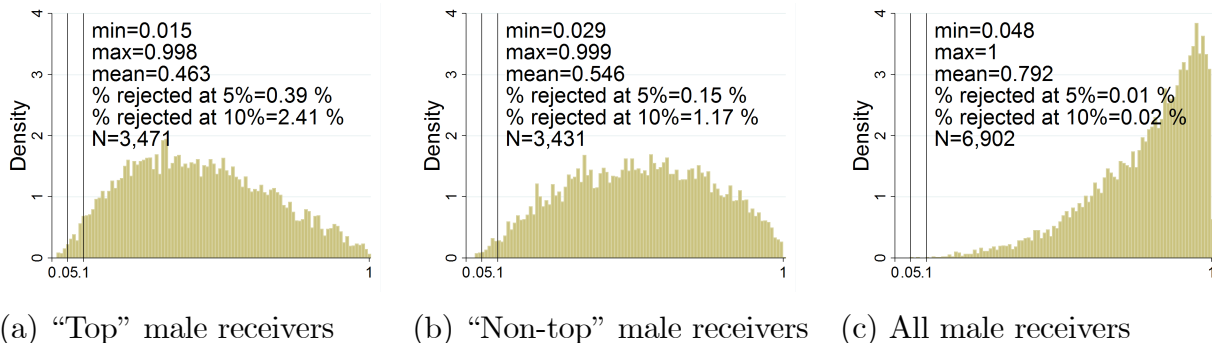 4
3
2
1
0
Density
min=0.015
max=0.998
mean=0.463
% rejected at 5%=0.39 %
% rejected at 10%=2.41 %
N=3,471
0.05.1
1
(a) “Top” male receivers
4
3
2
1
0
Density
min=0.029
max=0.999
mean=0.546
% rejected at 5%=0.15 %
% rejected at 10%=1.17 %
N=3,431
0.05.1
1
(b) “Non-top” male receivers
4
3
2
1
0
Density
min=0.048
max=1
mean=0.792
% rejected at 5%=0.01 %
% rejected at 10%=0.02 %
N=6,902
0.05.1
1
(c) All male receivers